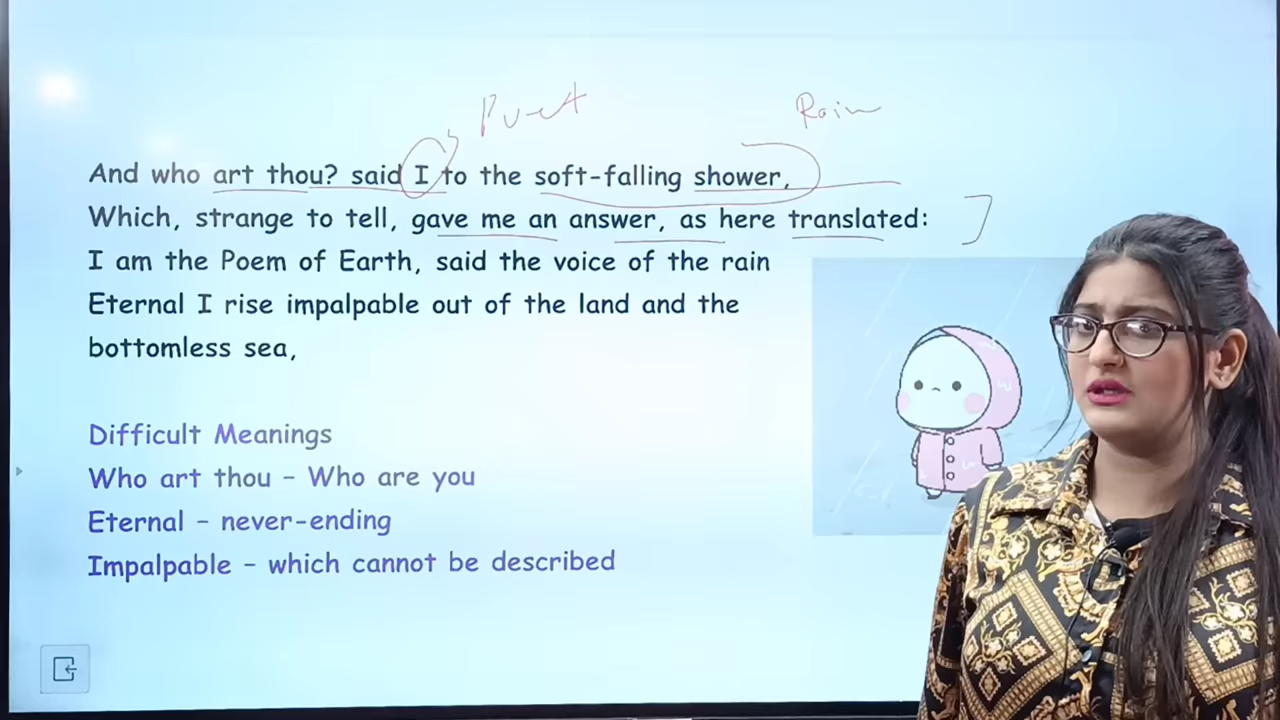 Poet
Rain
And who art thou? said I to the soft-falling shower,
Which, strange to tell, gave me an answer, as here translated:
I am the Poem of Earth, said the voice of the rain
Eternal I rise impalpable out of the land and the
bottomless sea,
Difficult Meanings
Who art thou - Who are you
Eternal - never-ending
Impalpable - which cannot be described